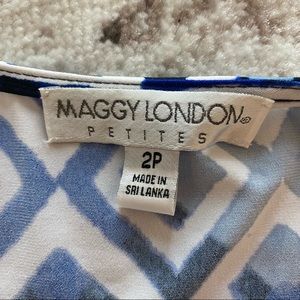 MAGGY LONDON®
PETITES
2P
MADE IN
SRI LANKA